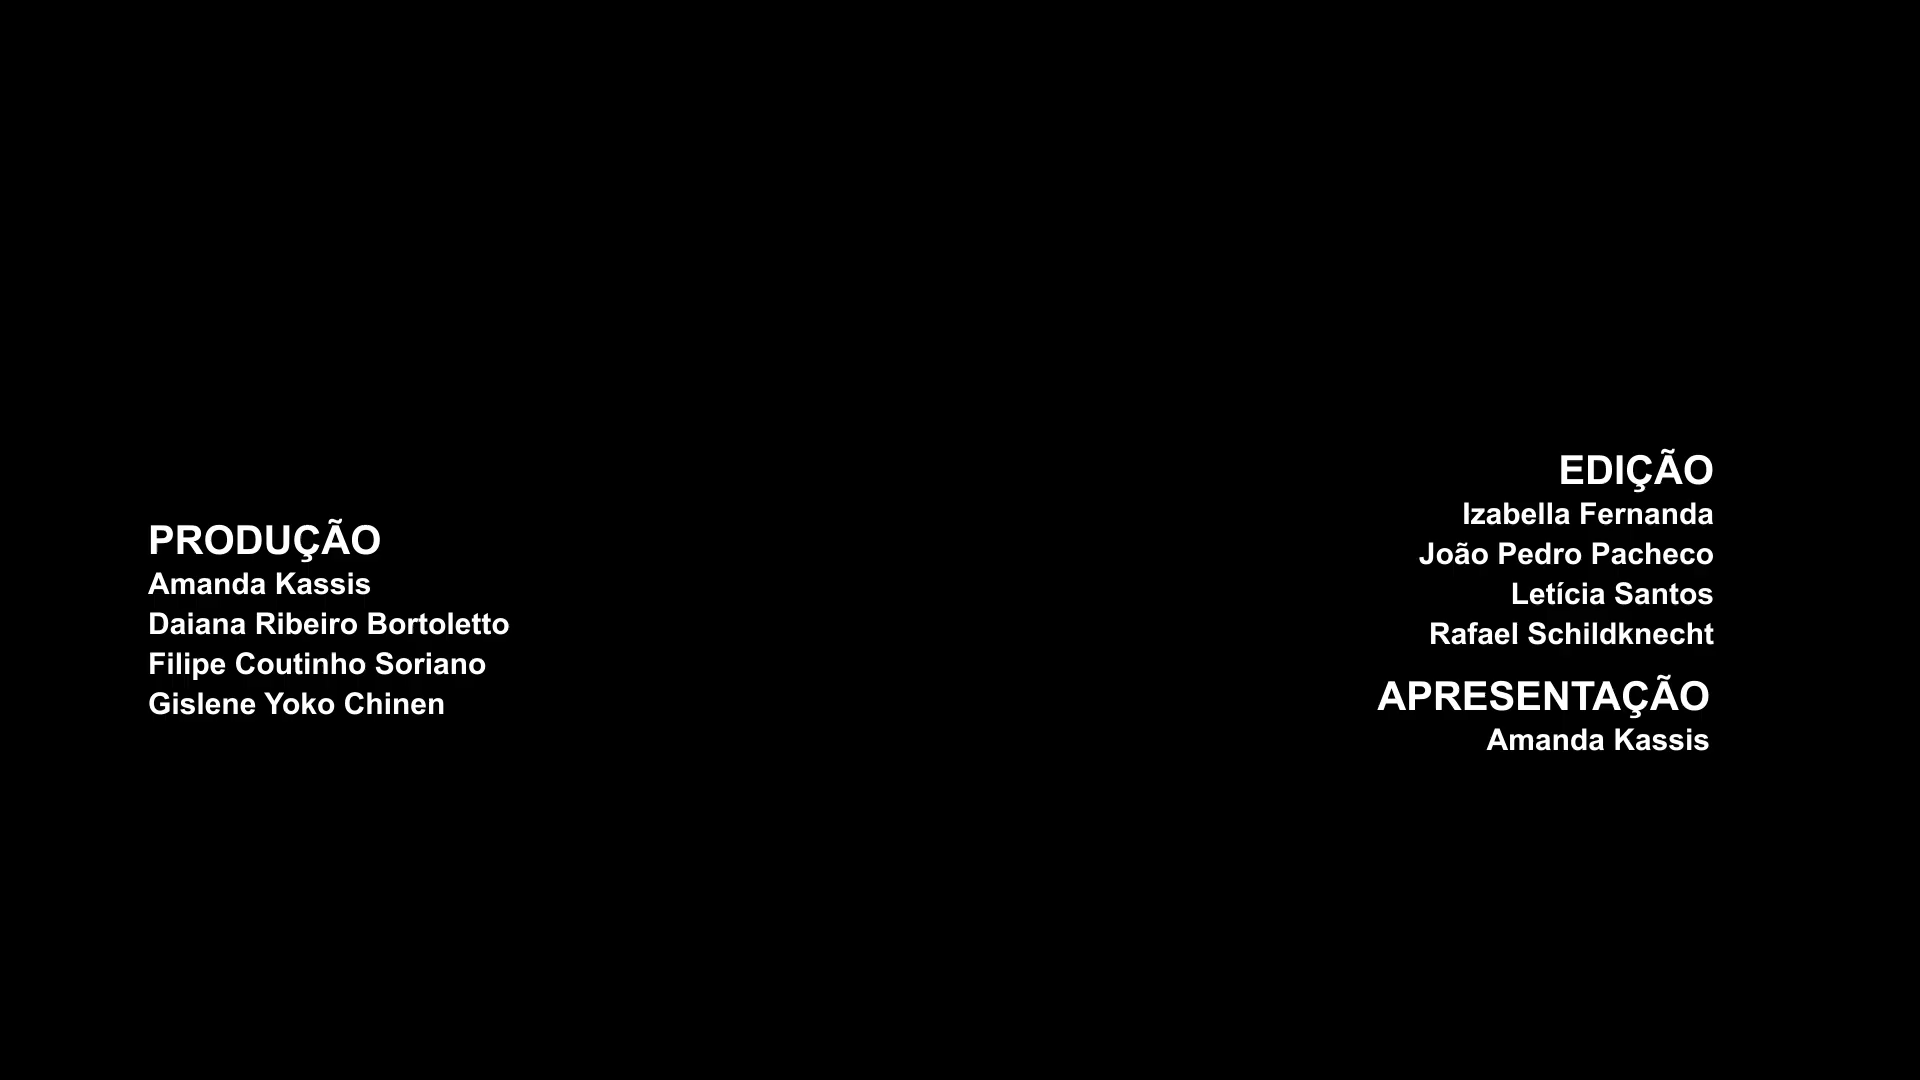 PRODUÇÃO
Amanda Kassis
Daiana Ribeiro Bortoletto
Filipe Coutinho Soriano
Gislene Yoko Chinen
EDIÇÃO
Izabella Fernanda
João Pedro Pacheco
Letícia Santos
Rafael Schildknecht
APRESENTAÇÃO
Amanda Kassis